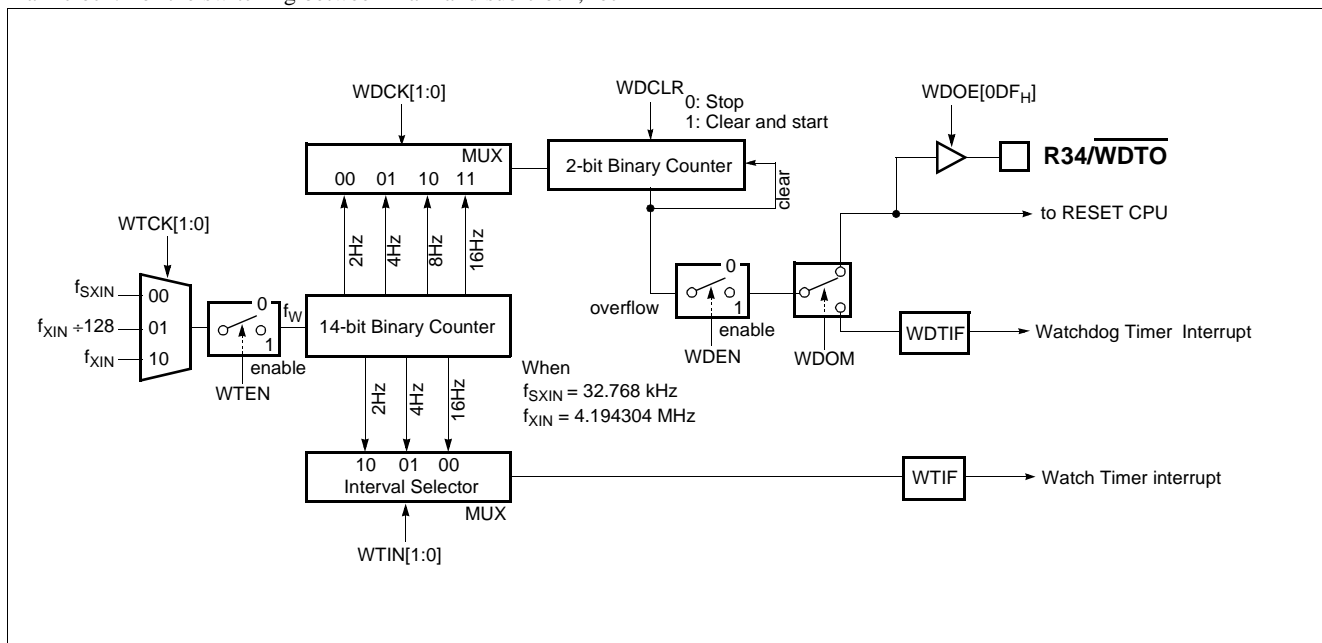 WDCK[1:0]
WDCLR
0: Stop
1: Clear and start
WDOE[0DFH]
MUX
00 01 10 11
2-bit Binary Counter
clear
R34/WDTO
to RESET CPU
WTCK[1:0]
2Hz 4Hz 8Hz 16Hz
fSXIN
00
fXIN ÷128
01
fXIN
10
0
1
enable
WTEN
fW
14-bit Binary Counter
overflow
0
1
enable
WDEN
WDOM
WDTIF
Watchdog Timer Interrupt
When
fSXIN = 32.768 kHz
fXIN = 4.194304 MHz
2Hz 4Hz 16Hz
10 01 00
Interval Selector
MUX
WTIN[1:0]
WTIF
Watch Timer interrupt